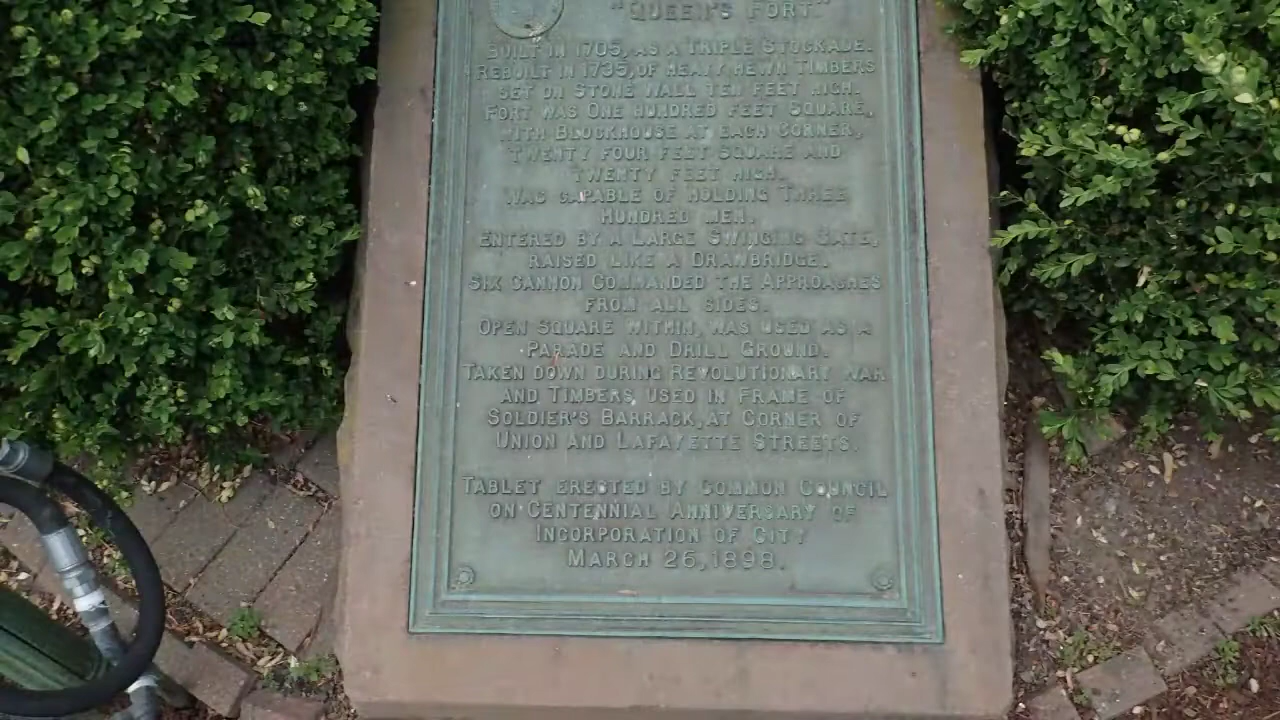 "QUEEN'S FORT."
BUILT IN 1705, AS A TRIPLE STOCKADE.
REBUILT IN 1735, OF HEAVY HEWN TIMBERS
SET ON STONE WALL TEN FEET HIGH.
FORT WAS ONE HUNDRED FEET SQUARE,
WITH BLOCKHOUSE AT EACH CORNER,
TWENTY FOUR FEET SQUARE AND
TWENTY FEET HIGH.
WAS CAPABLE OF HOLDING THREE
HUNDRED MEN.
ENTERED BY A LARGE SWINGING GATE,
RAISED LIKE A DRAWBRIDGE.
SIX CANNON COMMANDED THE APPROACHES
FROM ALL SIDES.
OPEN SQUARE WITHIN, WAS USED AS A
PARADE AND DRILL GROUND.
TAKEN DOWN DURING REVOLUTIONARY WAR
AND TIMBERS USED IN FRAME OF
SOLDIER'S BARRACK, AT CORNER OF
UNION AND LAFAYETTE STREETS.
TABLET ERECTED BY COMMON COUNCIL
ON CENTENNIAL ANNIVERSARY OF
INCORPORATION OF CITY
MARCH 26, 1898.